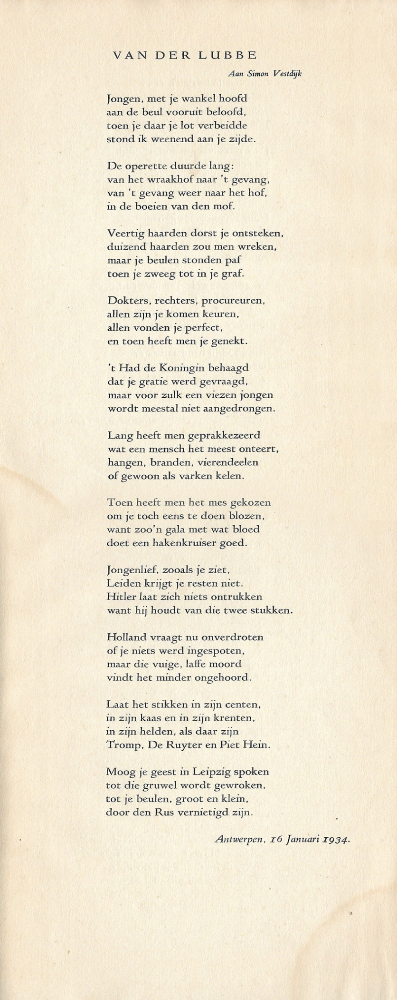 VAN DER LUBBE
Aan Simon Vestdijk
Jongen, met je wankel hoofd
aan de beul vooruit beloofd,
toen je daar je lot verbeidde
stond ik weenend aan je zijde.
De operette duurde lang:
van het wraakhof naar 't gevang,
van 't gevang weer naar het hof,
in de boeien van den mof.
Veertig haarden dorst je ontsteken,
duizend haarden zou men wreken,
maar je beulen stonden paf
toen je zweeg tot in je graf.
Dokters, rechters, procureuren,
allen zijn je komen keuren,
allen vonden je perfect,
en toen heeft men je genekt.
't Had de Koningin behaagd
dat je gratie werd gevraagd,
maar voor zulk een viezen jongen
wordt meestal niet aangedrongen.
Lang heeft men geprakkezeerd
wat een mensch het meest onteert,
hangen, branden, vierendeelen
of gewoon als varken kelen.
Toen heeft men het mes gekozen
om je toch eens te doen blozen,
want zoo'n gala met wat bloed
doet een hakenkruiser goed.
Jongenlief, zooals je ziet,
Leiden krijgt je resten niet.
Hitler laat zich niets ontrukken
want hij houdt van die twee stukken.
Holland vraagt nu onverdroten
of je niets werd ingespoten,
maar die vuige, laffe moord
vindt het minder ongehoord.
Laat het stikken in zijn centen,
in zijn kaas en in zijn krenten,
in zijn helden, als daar zijn
Tromp, De Ruyter en Piet Hein.
Moog je geest in Leipzig spoken
tot die gruwel wordt gewroken,
tot je beulen, groot en klein,
door den Rus vernietigd zijn.
Antwerpen, 16 Januari 1934.